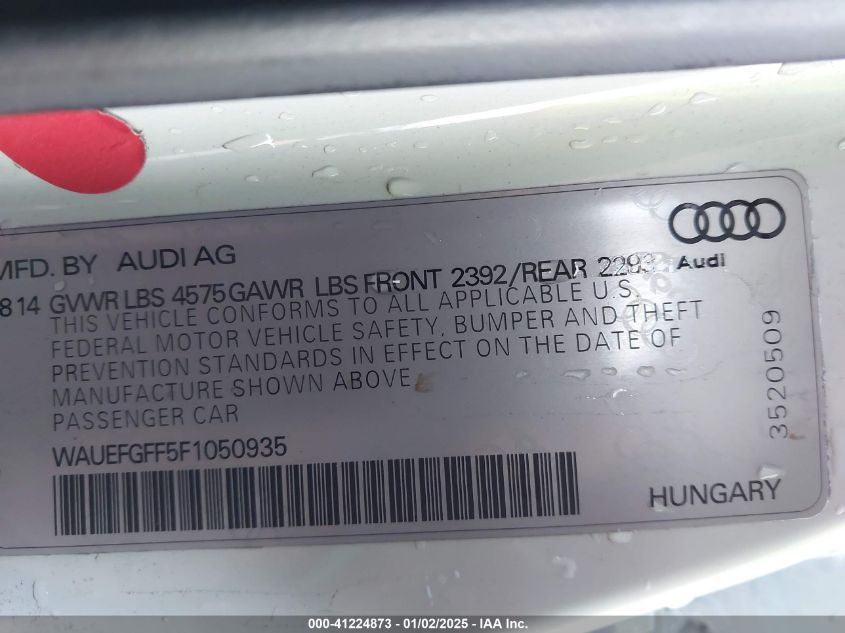 MFD. BY AUDI AG
814 GVWR LBS 4575 GAWR LBS FRONT 2392/REAR 2293
Audi
THIS VEHICLE CONFORMS TO ALL APPLICABLE U.S.
FEDERAL MOTOR VEHICLE SAFETY, BUMPER AND THEFT
PREVENTION STANDARDS IN EFFECT ON THE DATE OF
MANUFACTURE SHOWN ABOVE
PASSENGER CAR
WAUEFGFF5F1050935
HUNGARY
3520509
000-41224873 - 01/02/2025 - IAA Inc.